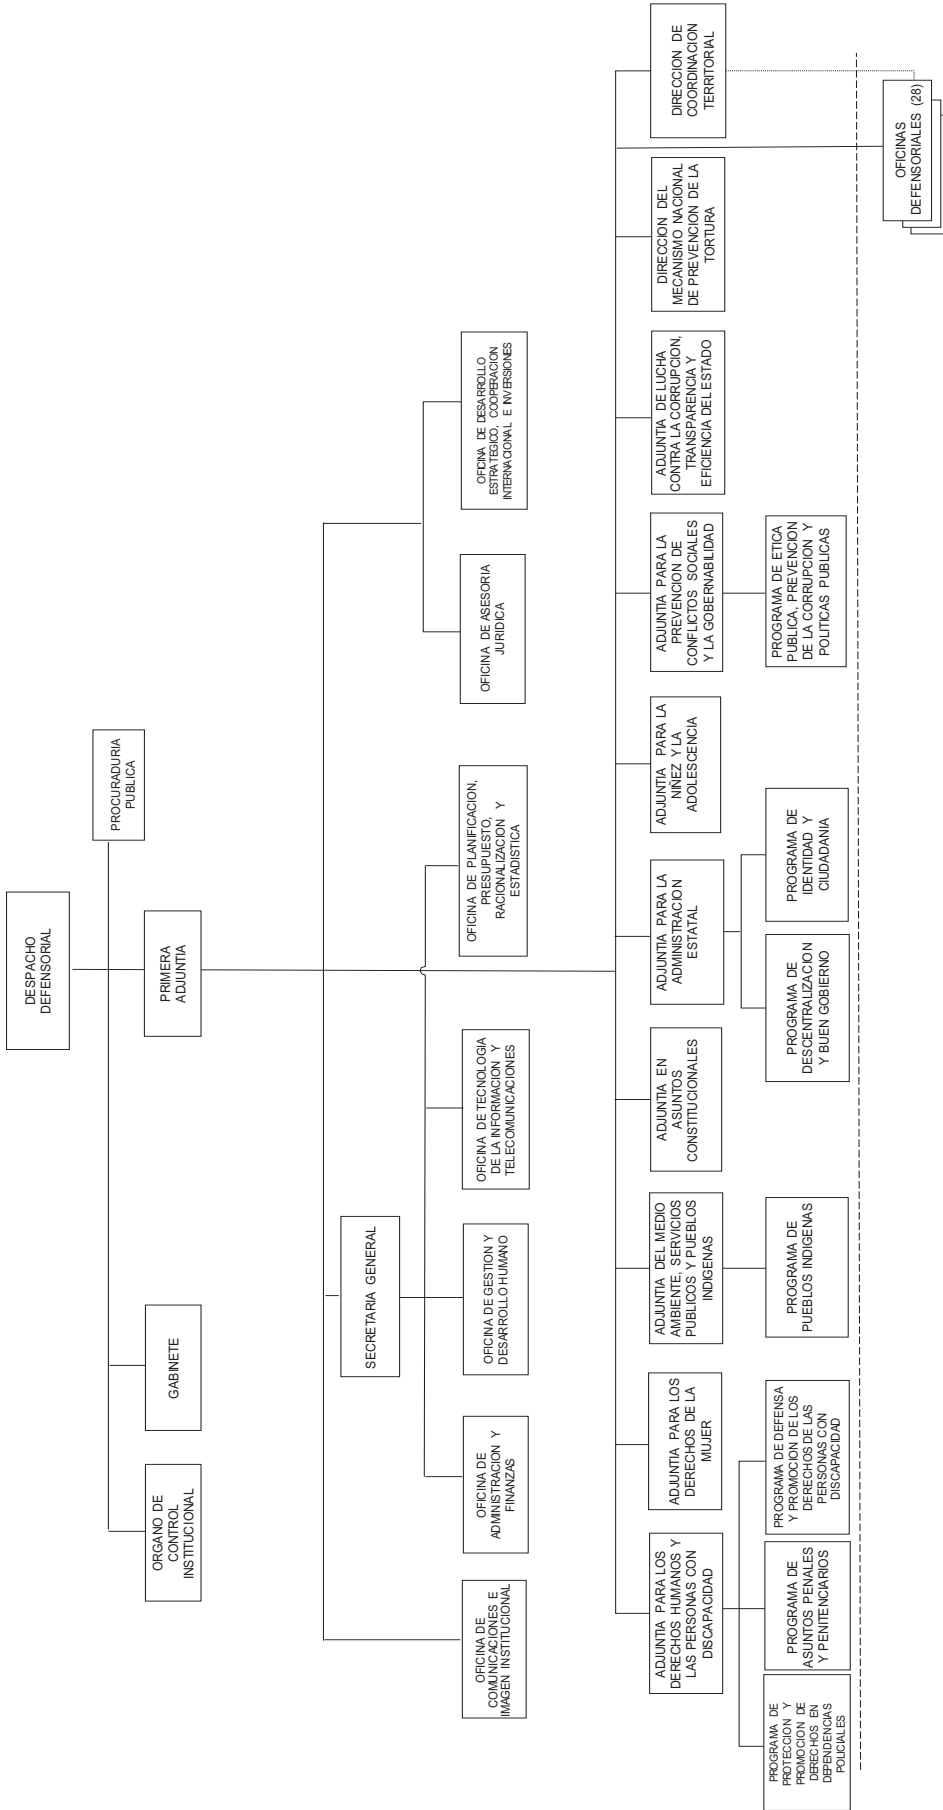 DESPACHO
DEFENSORIAL
PROCURADURIA
PUBLICA
PRIMERA
ADJUNTIA
GABINETE
ORGANO DE
CONTROL
INSTITUCIONAL
SECRETARIA GENERAL
OFICINA DE
COMUNICACIONES E
IMAGEN INSTITUCIONAL
OFICINA DE
ADMINISTRACION Y
FINANZAS
OFICINA DE GESTION Y
DESARROLLO HUMANO
OFICINA DE TECNOLOGIA
DE LA INFORMACION Y
TELECOMUNICACIONES
OFICINA DE PLANIFICACION,
PRESUPUESTO,
RACIONALIZACION Y
ESTADISTICA
OFICINA DE ASESORIA
JURIDICA
OFICINA DE DESARROLLO
ESTRATEGICO, COOPERACION
INTERNACIONAL E INVERSIONES
ADJUNTIA PARA LOS
DERECHOS HUMANOS Y
LAS PERSONAS CON
DISCAPACIDAD
ADJUNTIA PARA LOS
DERECHOS DE LA
MUJER
ADJUNTIA DEL MEDIO
AMBIENTE, SERVICIOS
PUBLICOS Y PUEBLOS
INDIGENAS
ADJUNTIA EN
ASUNTOS
CONSTITUCIONALES
ADJUNTIA PARA LA
ADMINISTRACION
ESTATAL
ADJUNTIA PARA LA
NIÑEZ Y LA
ADOLESCENCIA
ADJUNTIA PARA LA
PREVENCION DE
CONFLICTOS SOCIALES
Y LA GOBERNABILIDAD
ADJUNTIA DE LUCHA
CONTRA LA CORRUPCION,
TRANSPARENCIA Y
EFICIENCIA DEL ESTADO
DIRECCION DEL
MECANISMO NACIONAL
DE PREVENCION DE LA
TORTURA
DIRECCION DE
COORDINACION
TERRITORIAL
PROGRAMA DE
PROTECCION Y
PROMOCION DE
DERECHOS EN
DEPENDENCIAS
POLICIALES
PROGRAMA DE
ASUNTOS PENALES
Y PENITENCIARIOS
PROGRAMA DE DEFENSA
Y PROMOCION DE LOS
DERECHOS DE LAS
PERSONAS CON
DISCAPACIDAD
PROGRAMA DE
PUEBLOS INDIGENAS
PROGRAMA DE
DESCENTRALIZACION
Y BUEN GOBIERNO
PROGRAMA DE
IDENTIDAD Y
CIUDADANIA
PROGRAMA DE ETICA
PUBLICA, PREVENCION
DE LA CORRUPCION Y
POLITICAS PUBLICAS
OFICINAS
DEFENSORIALES (28)